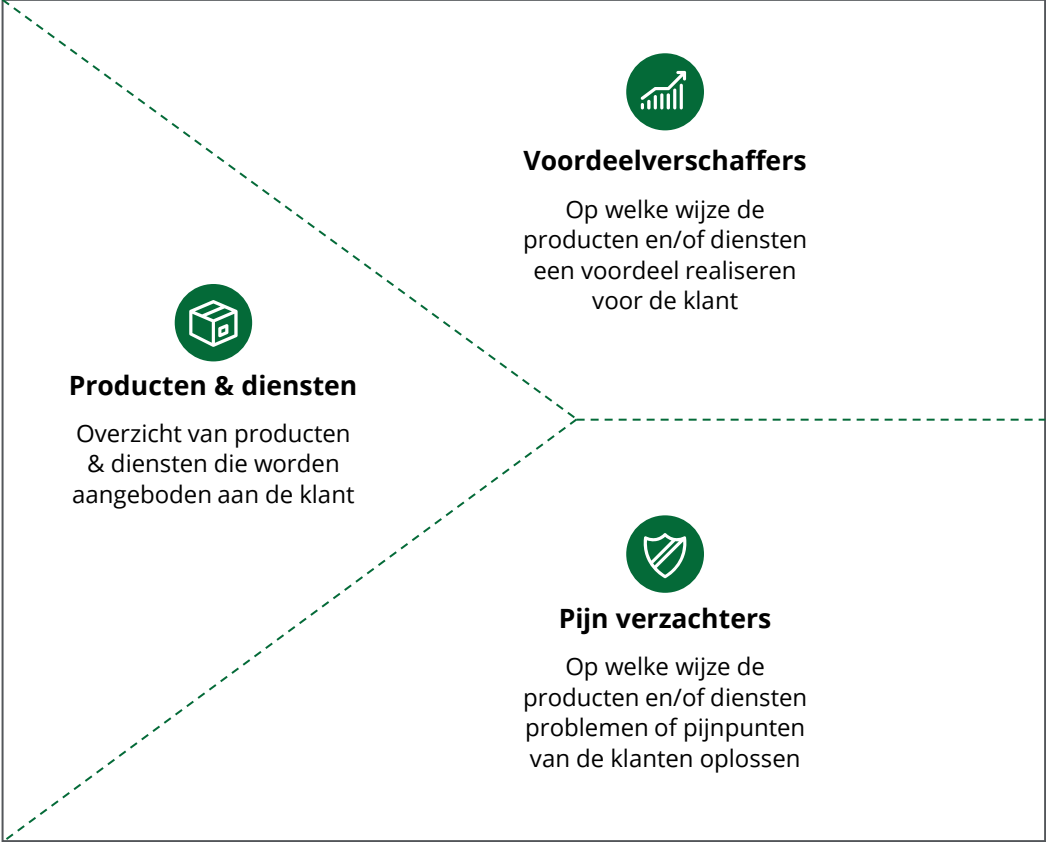 Voordeelverschaffers
Op welke wijze de
producten en/of diensten
een voordeel realiseren
voor de klant
Producten & diensten
Overzicht van producten
& diensten die worden
aangeboden aan de klant
Pijn verzachters
Op welke wijze de
producten en/of diensten
problemen of pijnpunten
van de klanten oplossen